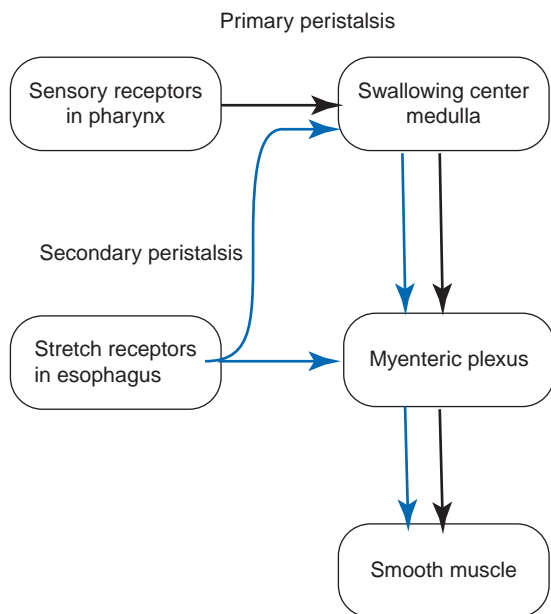 Primary peristalsis
Sensory receptors
in pharynx
Swallowing center
medulla
Secondary peristalsis
Stretch receptors
in esophagus
Myenteric plexus
Smooth muscle